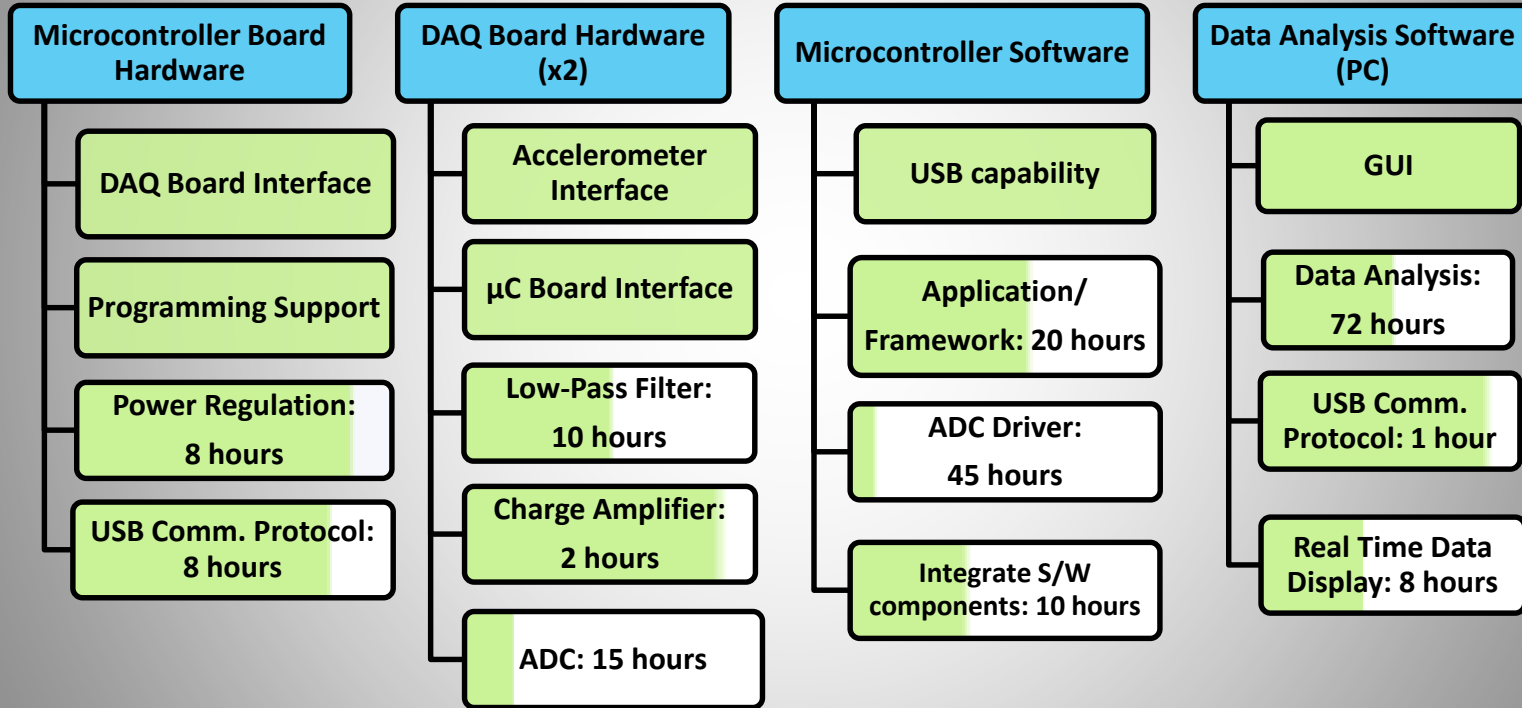 Microcontroller Board
Hardware
DAQ Board Interface
Programming Support
Power Regulation:
8 hours
USB Comm. Protocol:
8 hours
DAQ Board Hardware
(x2)
Accelerometer
Interface
µC Board Interface
Low-Pass Filter:
10 hours
Charge Amplifier:
2 hours
ADC: 15 hours
Microcontroller Software
USB capability
Application/
Framework: 20 hours
ADC Driver:
45 hours
Integrate S/W
components: 10 hours
Data Analysis Software
(PC)
GUI
Data Analysis:
72 hours
USB Comm.
Protocol: 1 hour
Real Time Data
Display: 8 hours